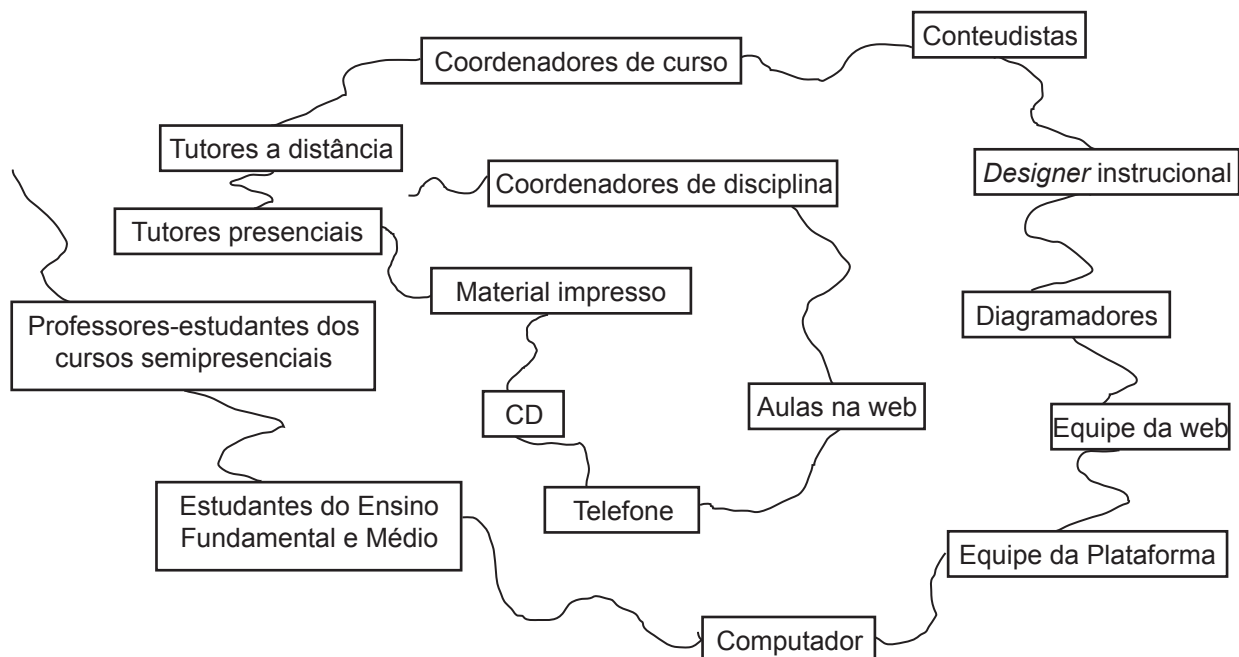 Conteudistas
Coordenadores de curso
Tutores a distância
Coordenadores de disciplina
Designer instrucional
Tutores presenciais
Material impresso
Diagramadores
Professores-estudantes dos
cursos semipresenciais
CD
Aulas na web
Equipe da web
Estudantes do Ensino
Fundamental e Médio
Telefone
Equipe da Plataforma
Computador